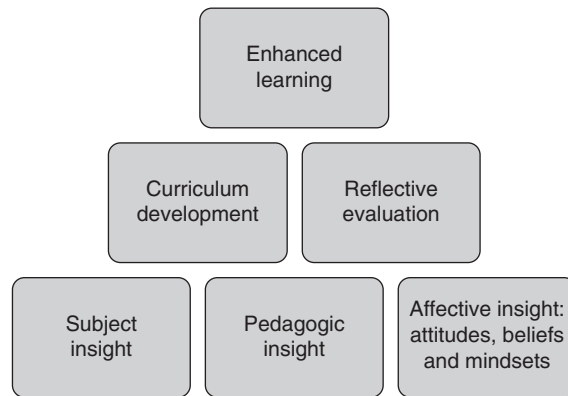 Enhanced
learning
Curriculum
development
Reflective
evaluation
Subject
insight
Pedagogic
insight
Affective insight:
attitudes, beliefs
and mindsets